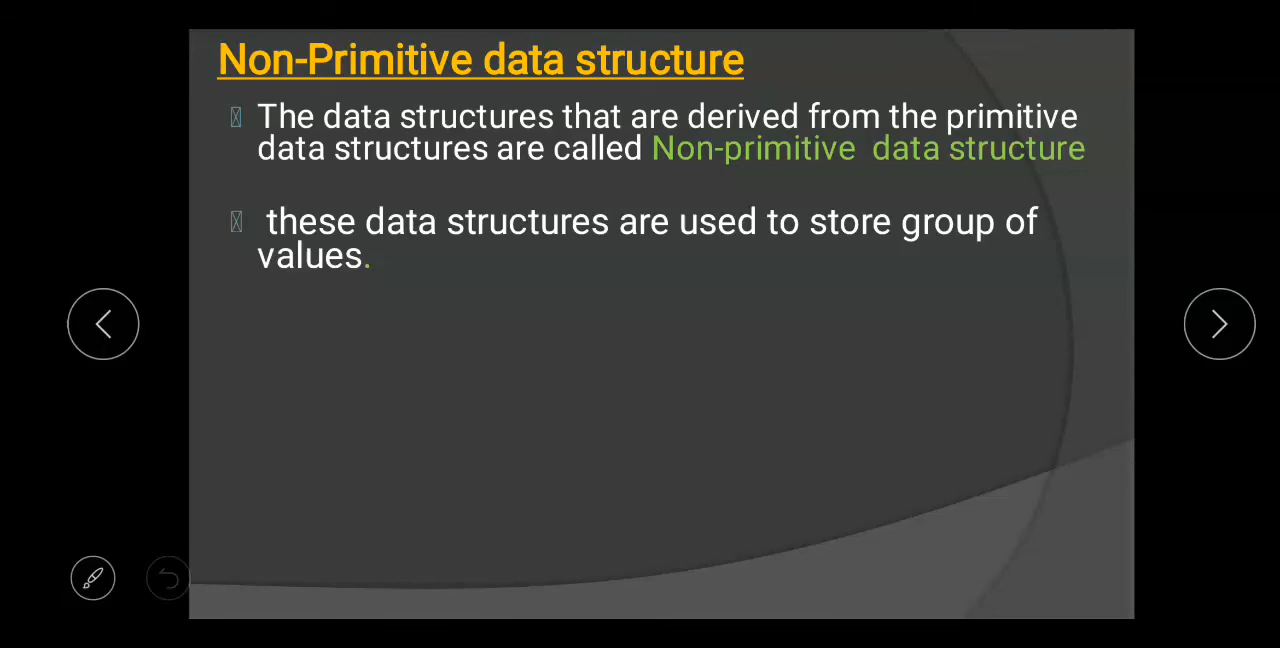 Non-Primitive data structure
The data structures that are derived from the primitive
data structures are called Non-primitive data structure
these data structures are used to store group of
values.